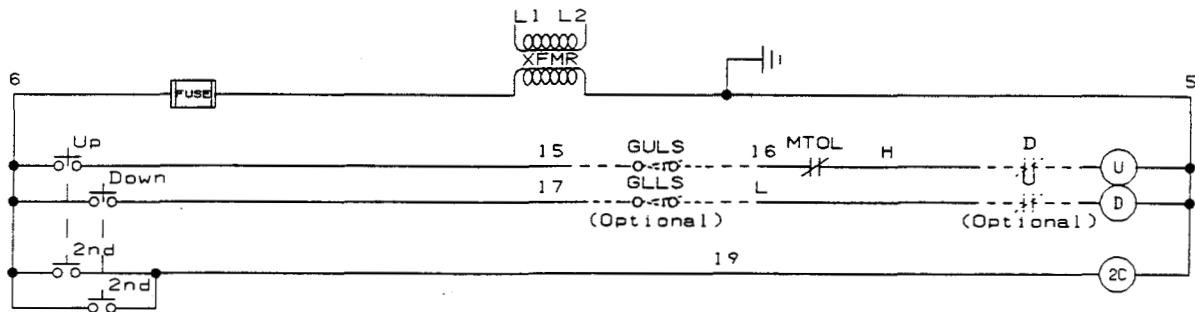 L1 L2
XFMR
6
FUSE
5
Up
15
GULS
16
MTOL
H
D
U
Down
17
GLLS
L
U
D
(Optional)
(Optional)
2nd
19
2C
2nd